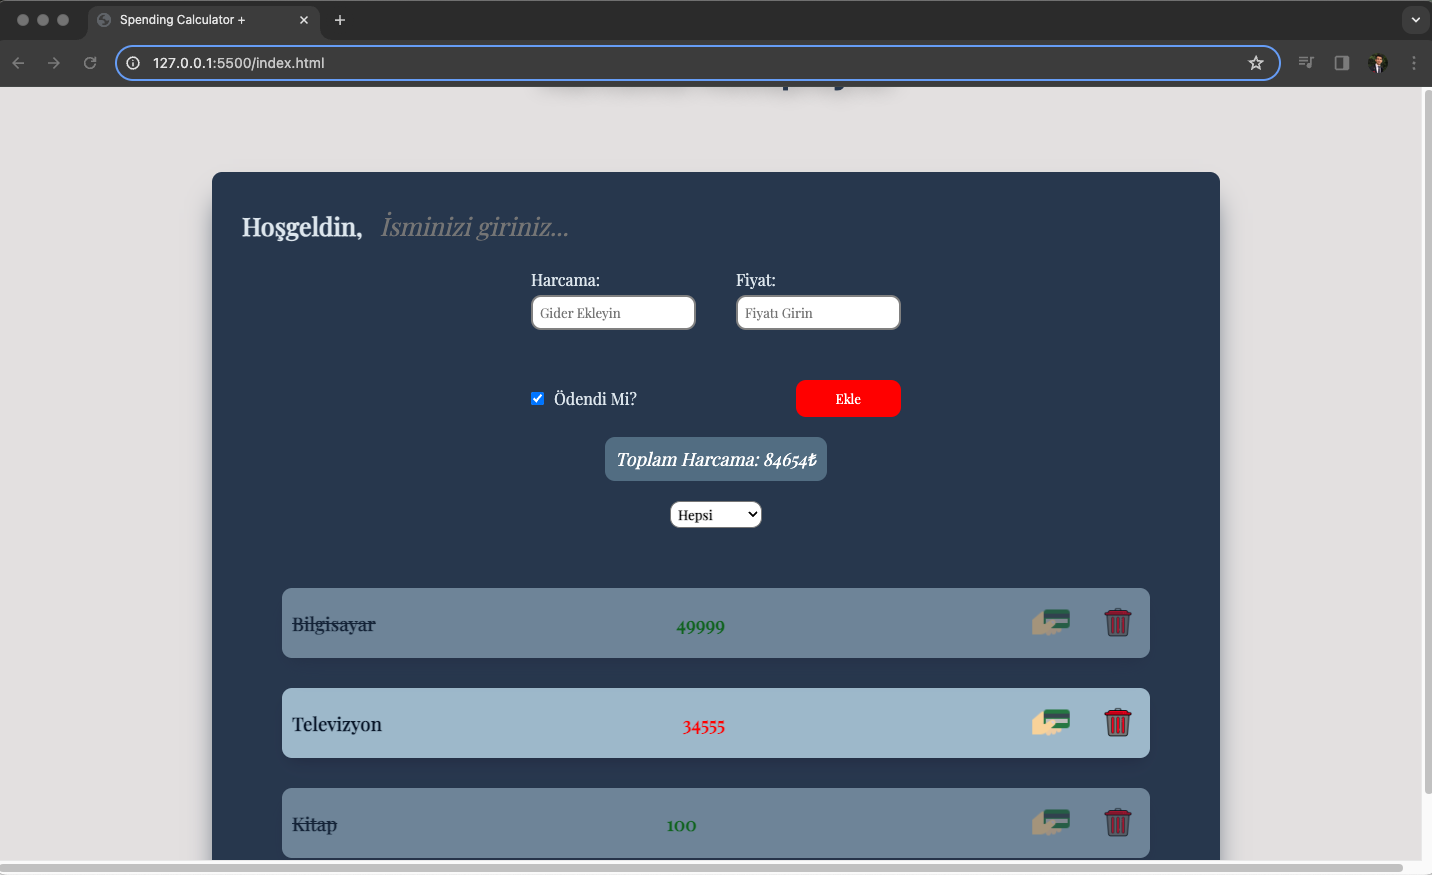 Spending Calculator +
127.0.0.1:5500/index.html
Hoşgeldin, İsminizi giriniz...
Harcama: Fiyat:
Gider Ekleyin Fiyatı Girin
Ödendi Mi? Ekle
Toplam Harcama: 84654₺
Hepsi
Bilgisayar 49999
Televizyon 34555
Kitap 100